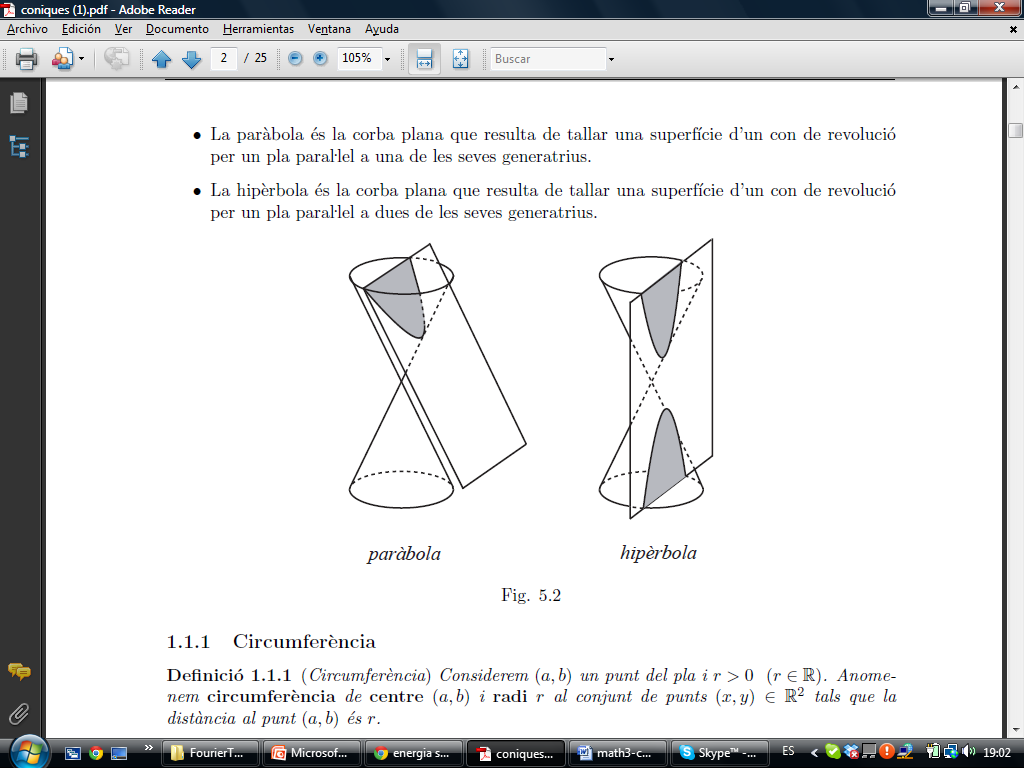 coniques (1).pdf - Adobe Reader
Archivo Edición Ver Documento Herramientas Ventana Ayuda
2 / 25 105% Buscar
• La paràbola és la corba plana que resulta de tallar una superfície d'un con de revolució
per un pla paral·lel a una de les seves generatrius.
• La hipèrbola és la corba plana que resulta de tallar una superfície d'un con de revolució
per un pla paral·lel a dues de les seves generatrius.
paràbola hipèrbola
Fig. 5.2
1.1.1 Circumferència
Definició 1.1.1 (Circumferència) Considerem (a, b) un punt del pla i r > 0 (r ∈ ℝ). Anome-
nem circumferència de centre (a, b) i radi r al conjunt de punts (x, y) ∈ ℝ² tals que la
distància al punt (a, b) és r.
FourierT... Microsof... energia s... coniques... math3-c... Skype™ -... ES 19:02